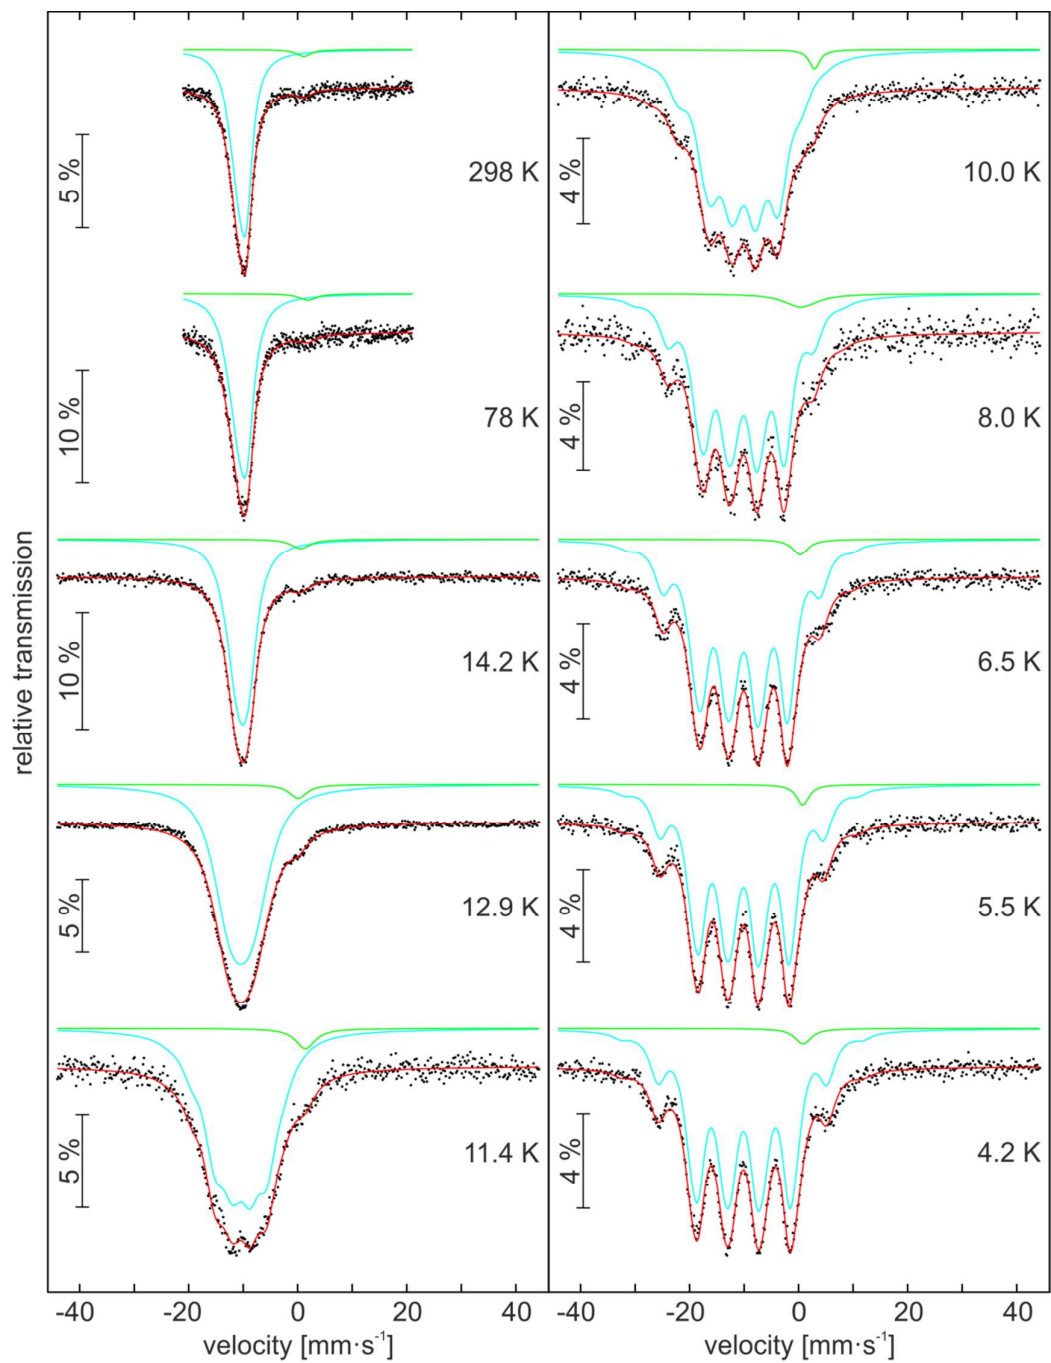 relative transmission
5 %
298 K
10 %
78 K
10 %
14.2 K
5 %
12.9 K
5 %
11.4 K
-40 -20 0 20 40
velocity [mm·s⁻¹]
4 %
10.0 K
4 %
8.0 K
4 %
6.5 K
4 %
5.5 K
4 %
4.2 K
-40 -20 0 20 40
velocity [mm·s⁻¹]